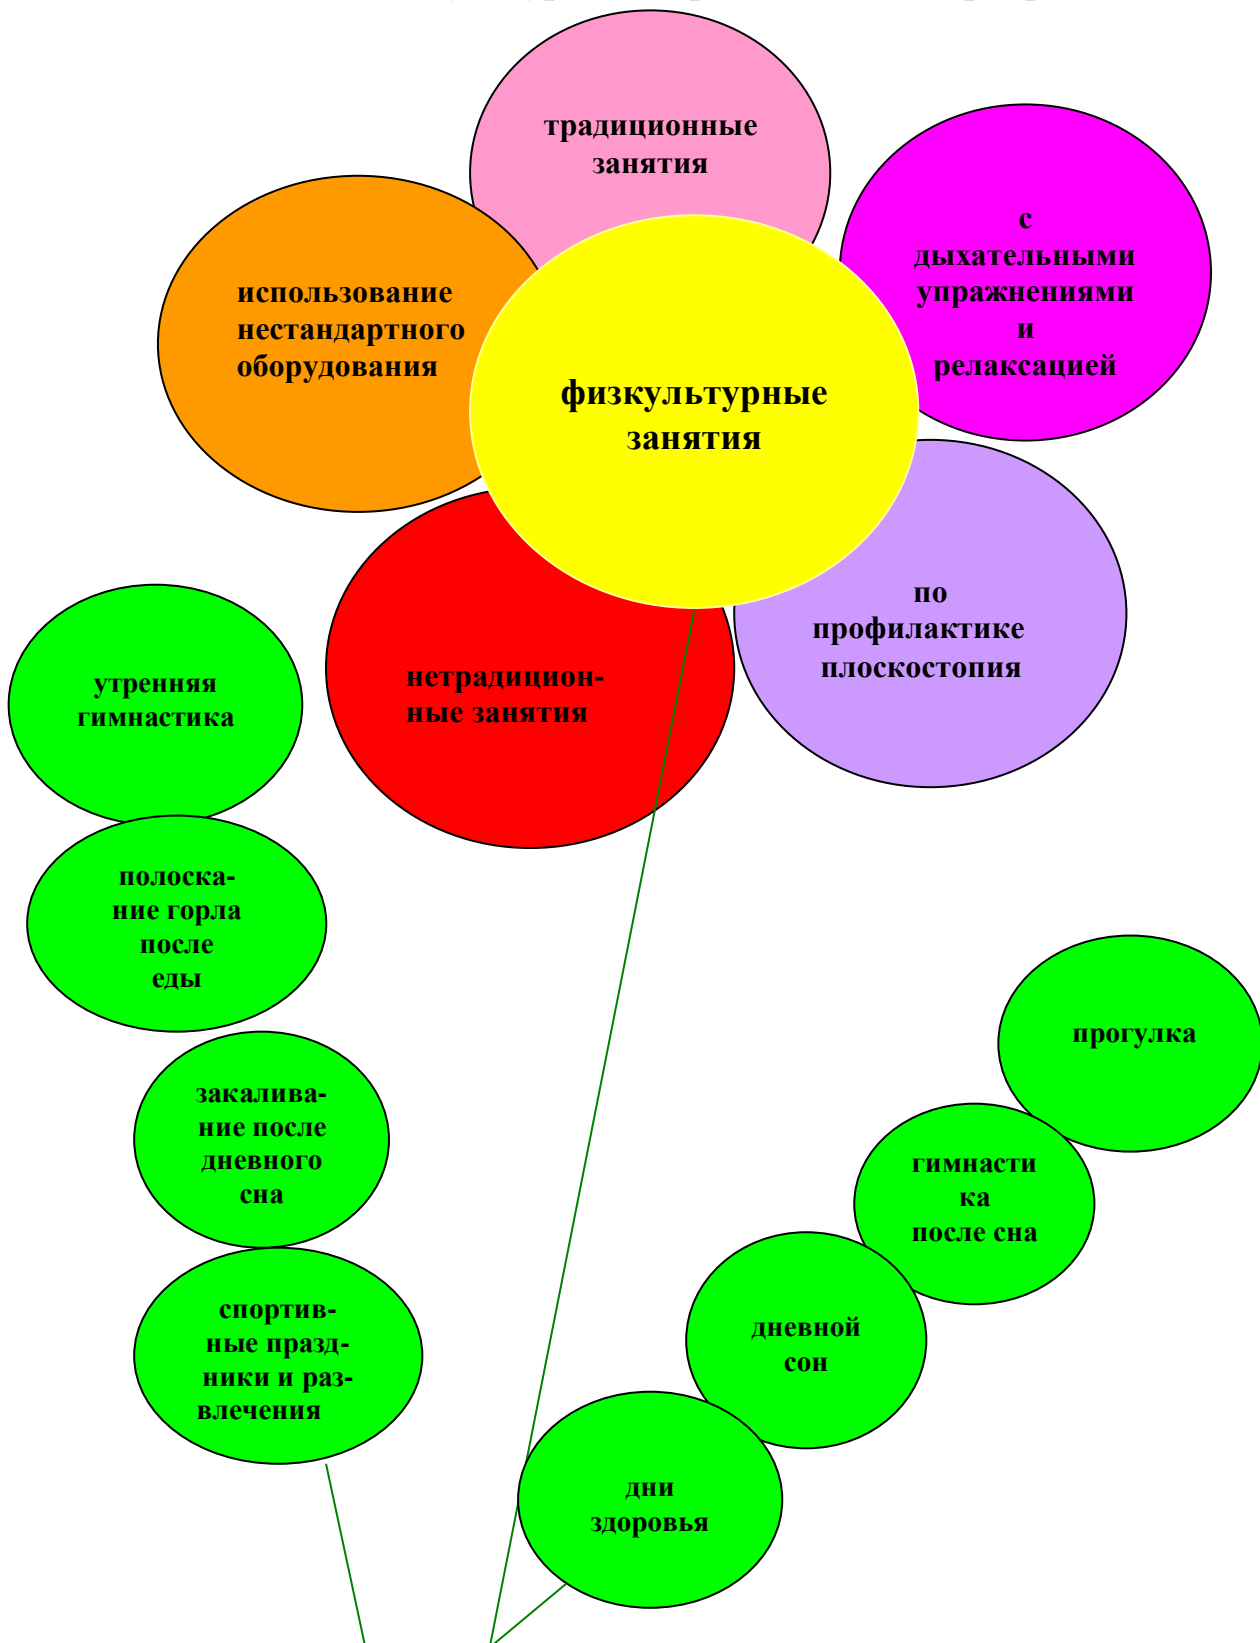 традиционные
занятия
с
дыхательными
упражнениями
и
релаксацией
использование
нестандартного
оборудования
физкультурные
занятия
по
профилактике
плоскостопия
нетрадицион-
ные занятия
утренняя
гимнастика
полоска-
ние горла
после
еды
закалива-
ние после
дневного
сна
спортив-
ные празд-
ники и раз-
влечения
прогулка
гимнасти
ка
после сна
дневной
сон
дни
здоровья